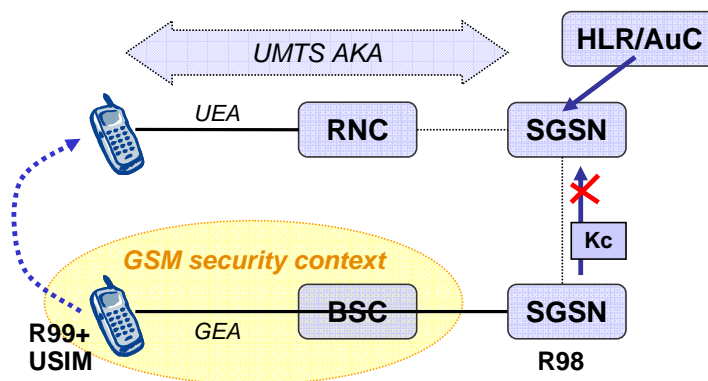 UMTS AKA
HLR/AuC
UEA
RNC
SGSN
Kc
GSM security context
BSC
SGSN
GEA
R99+
USIM
R98